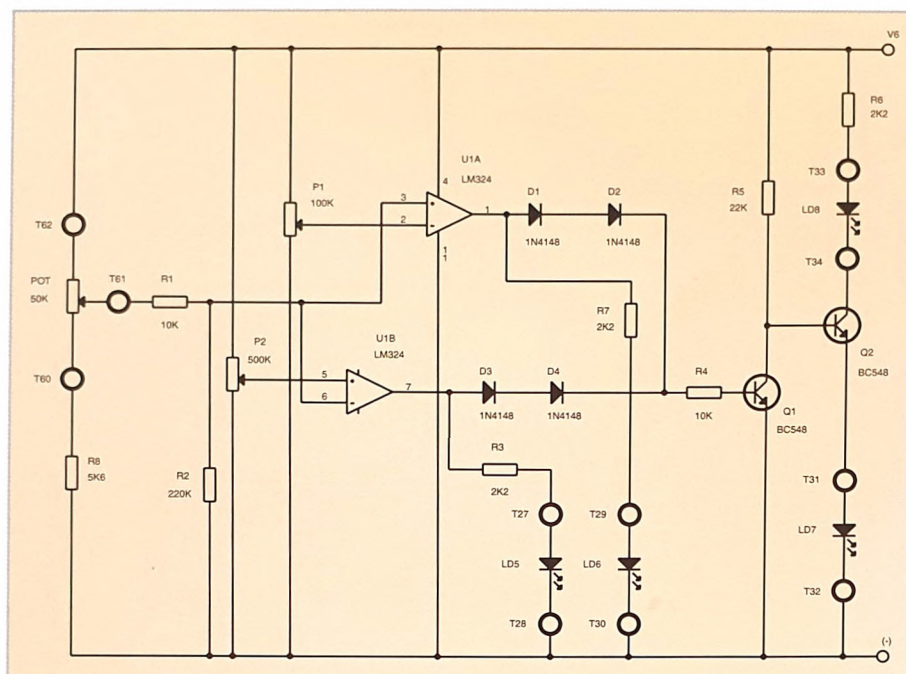 V6
R6
2K2
U1A
LM324
4
P1
100K
3
2
1
D1
D2
1N4148
1N4148
R5
22K
T33
LD8
T34
1
1
T62
POT
50K
T61
R1
10K
R7
2K2
U1B
LM324
P2
500K
5
6
7
D3
D4
1N4148
1N4148
R4
10K
Q1
BC548
Q2
BC548
T60
R8
5K6
R2
220K
R3
2K2
T27
T29
T31
LD5
LD6
LD7
T28
T30
T32
(-)